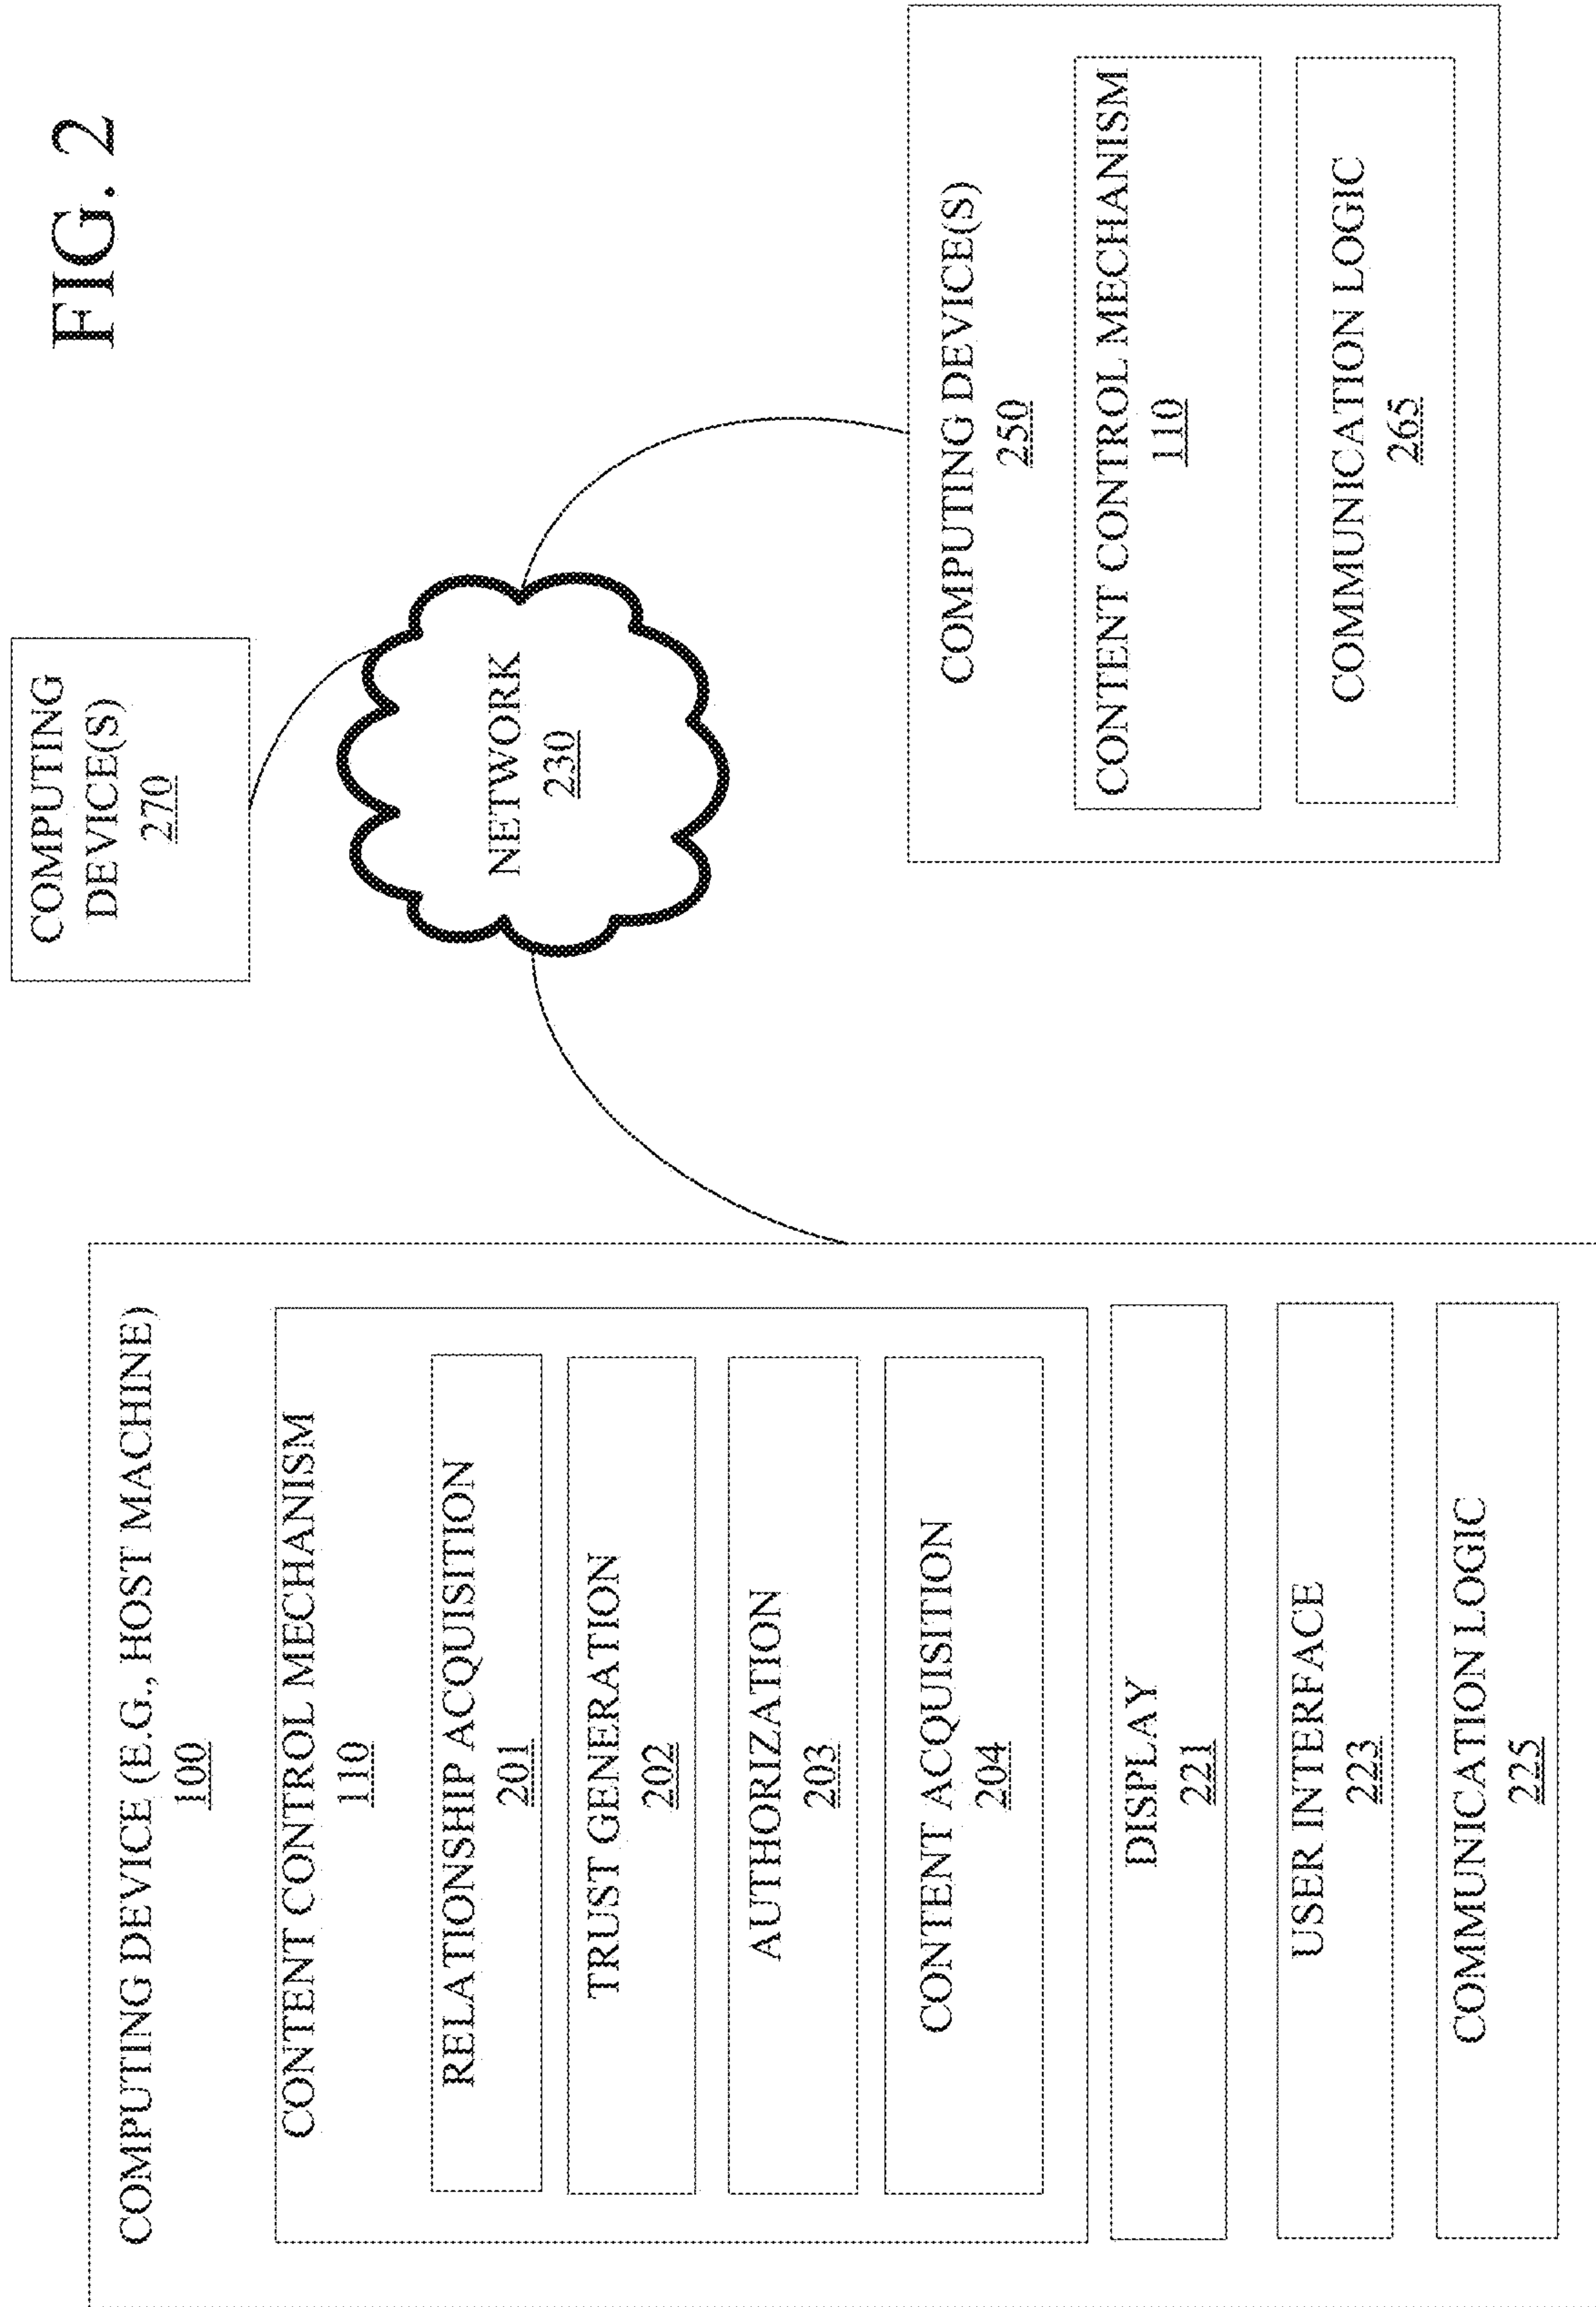 FIG. 2
COMPUTING DEVICE (E.G., HOST MACHINE)
100
CONTENT CONTROL MECHANISM
110
RELATIONSHIP ACQUISITION
201
TRUST GENERATION
202
AUTHORIZATION
203
CONTENT ACQUISITION
204
DISPLAY
221
USER INTERFACE
223
COMMUNICATION LOGIC
225
COMPUTING
DEVICE(S)
270
NETWORK
230
COMPUTING DEVICE(S)
250
CONTENT CONTROL MECHANISM
110
COMMUNICATION LOGIC
265